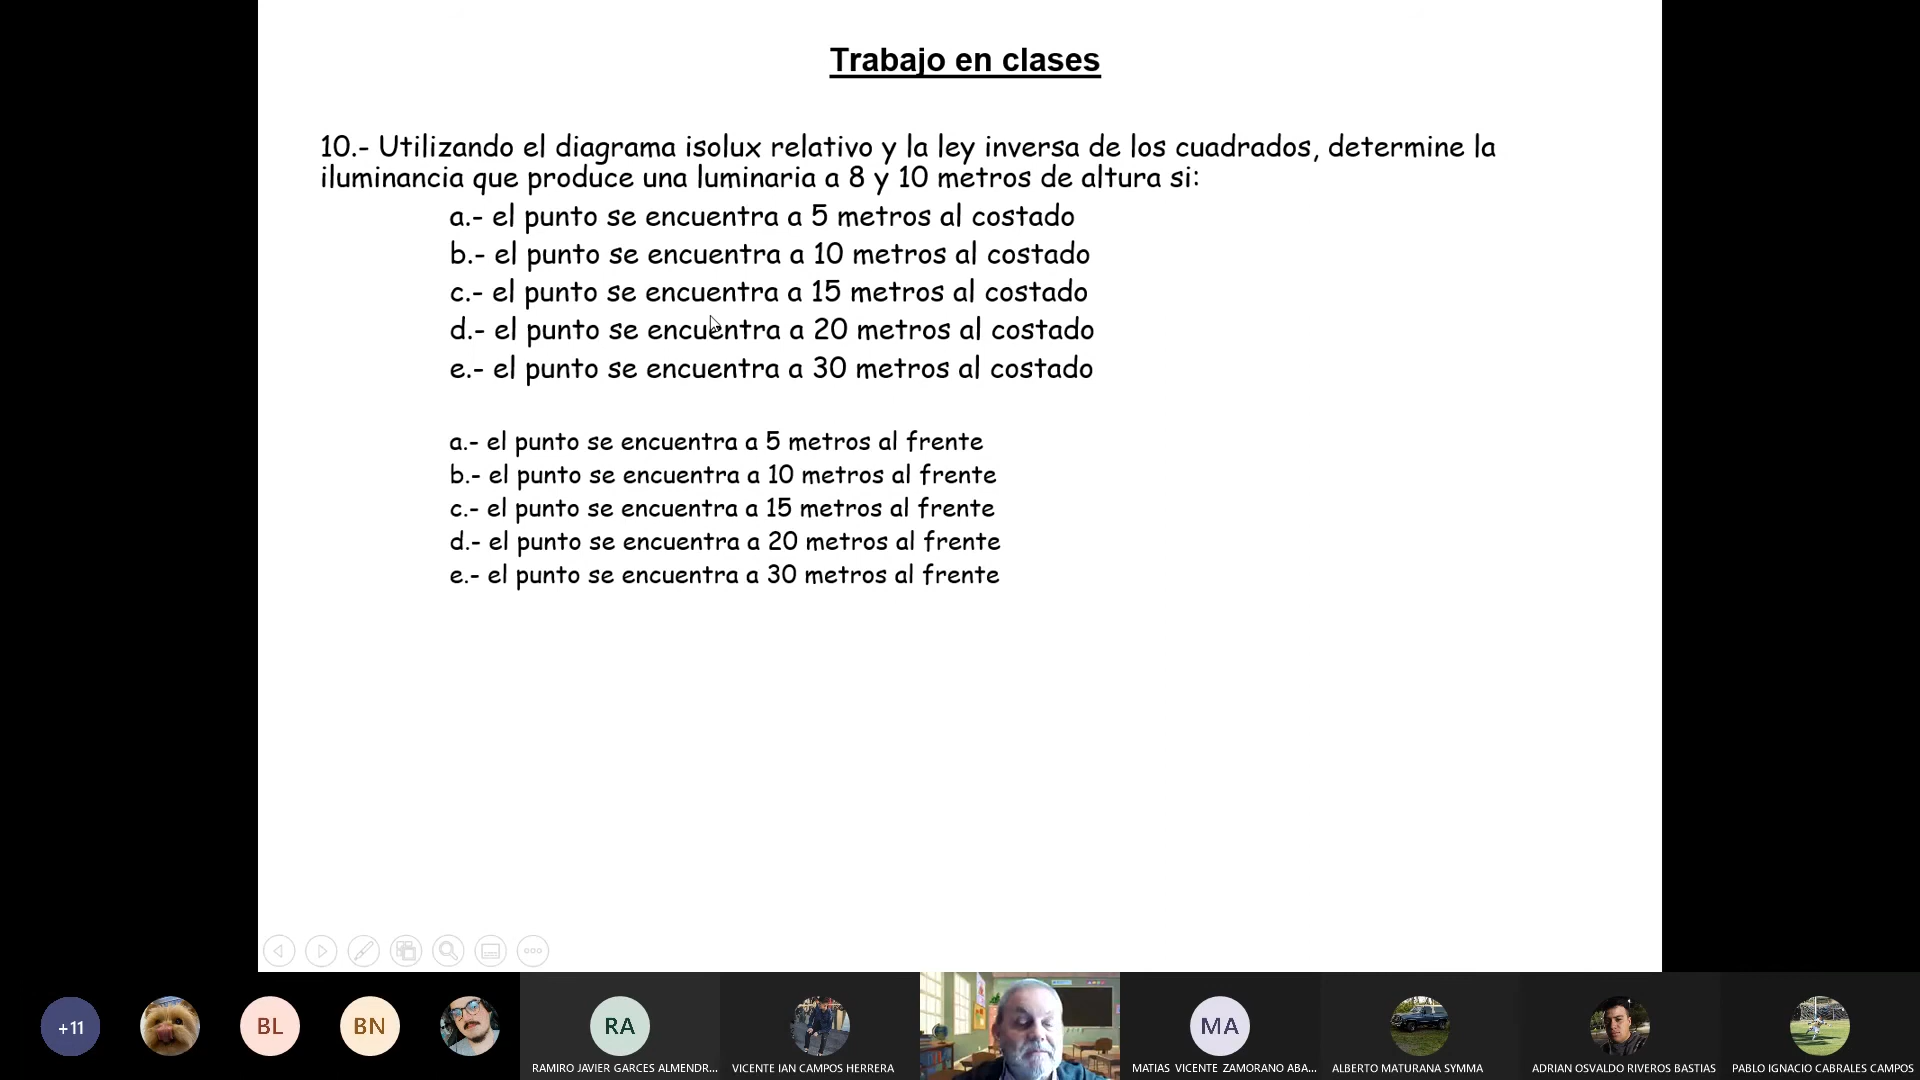 Trabajo en clases
10.- Utilizando el diagrama isolux relativo y la ley inversa de los cuadrados, determine la
iluminancia que produce una luminaria a 8 y 10 metros de altura si:
a.- el punto se encuentra a 5 metros al costado
b.- el punto se encuentra a 10 metros al costado
c.- el punto se encuentra a 15 metros al costado
d.- el punto se encuentra a 20 metros al costado
e.- el punto se encuentra a 30 metros al costado
a.- el punto se encuentra a 5 metros al frente
b.- el punto se encuentra a 10 metros al frente
c.- el punto se encuentra a 15 metros al frente
d.- el punto se encuentra a 20 metros al frente
e.- el punto se encuentra a 30 metros al frente
+11
BL
BN
RA
MA
RAMIRO JAVIER GARCES ALMENDR...
VICENTE IAN CAMPOS HERRERA
MATIAS VICENTE ZAMORANO ABA...
ALBERTO MATURANA SYMMA
ADRIAN OSVALDO RIVEROS BASTIAS
PABLO IGNACIO CABRALES CAMPOS